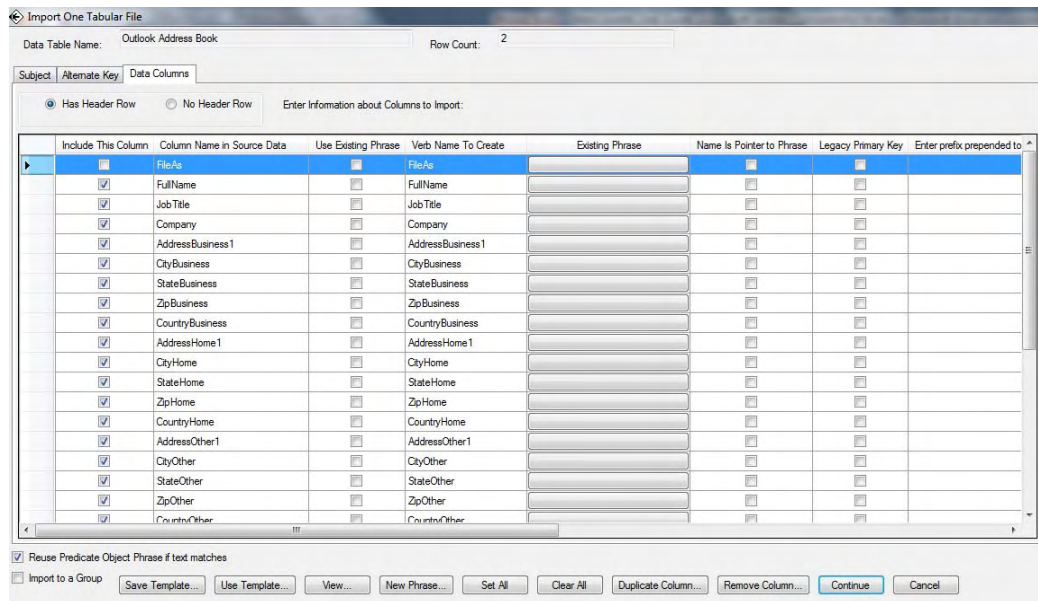 Import One Tabular File
Data Table Name: Outlook Address Book Row Count: 2
Subject Alternate Key Data Columns
Has Header Row No Header Row Enter Information about Columns to Import:
Include This Column Column Name in Source Data Use Existing Phrase Verb Name To Create Existing Phrase Name Is Pointer to Phrase Legacy Primary Key Enter prefix prepended to
FileAs FileAs
FullName FullName
JobTitle JobTitle
Company Company
AddressBusiness1 AddressBusiness1
CityBusiness CityBusiness
StateBusiness StateBusiness
ZipBusiness ZipBusiness
CountryBusiness CountryBusiness
AddressHome1 AddressHome1
CityHome CityHome
StateHome StateHome
ZipHome ZipHome
CountryHome CountryHome
AddressOther1 AddressOther1
CityOther CityOther
StateOther StateOther
ZipOther ZipOther
CountryOther CountryOther
Reuse Predicate Object Phrase if text matches
Import to a Group Save Template... Use Template... View... New Phrase... Set All Clear All Duplicate Column... Remove Column... Continue Cancel